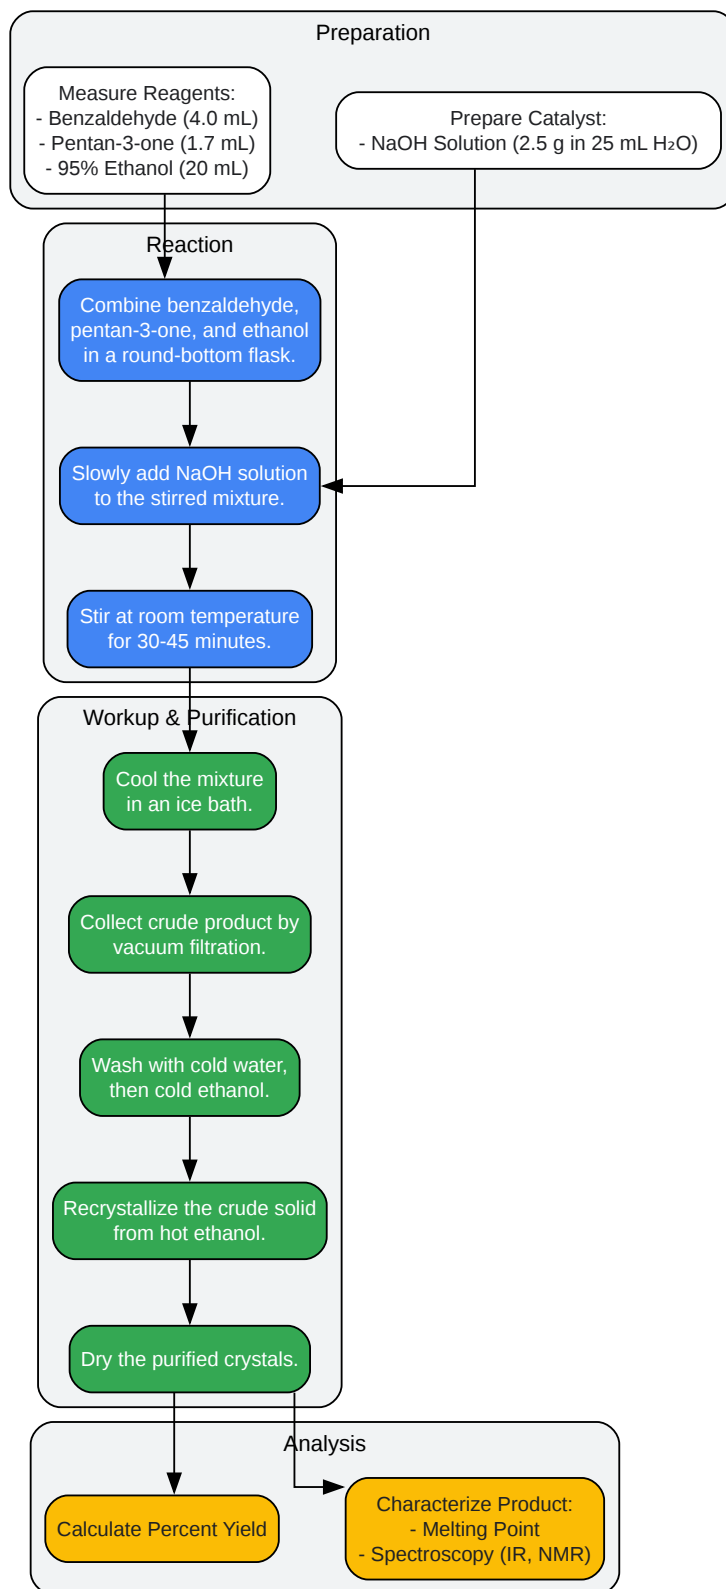 Preparation
Measure Reagents:
- Benzaldehyde (4.0 mL)
- Pentan-3-one (1.7 mL)
- 95% Ethanol (20 mL)
Prepare Catalyst:
- NaOH Solution (2.5 g in 25 mL H₂O)
Reaction
Combine benzaldehyde,
pentan-3-one, and ethanol
in a round-bottom flask.
Slowly add NaOH solution
to the stirred mixture.
Stir at room temperature
for 30-45 minutes.
Workup & Purification
Cool the mixture
in an ice bath.
Collect crude product by
vacuum filtration.
Wash with cold water,
then cold ethanol.
Recrystallize the crude solid
from hot ethanol.
Dry the purified crystals.
Analysis
Calculate Percent Yield
Characterize Product:
- Melting Point
- Spectroscopy (IR, NMR)